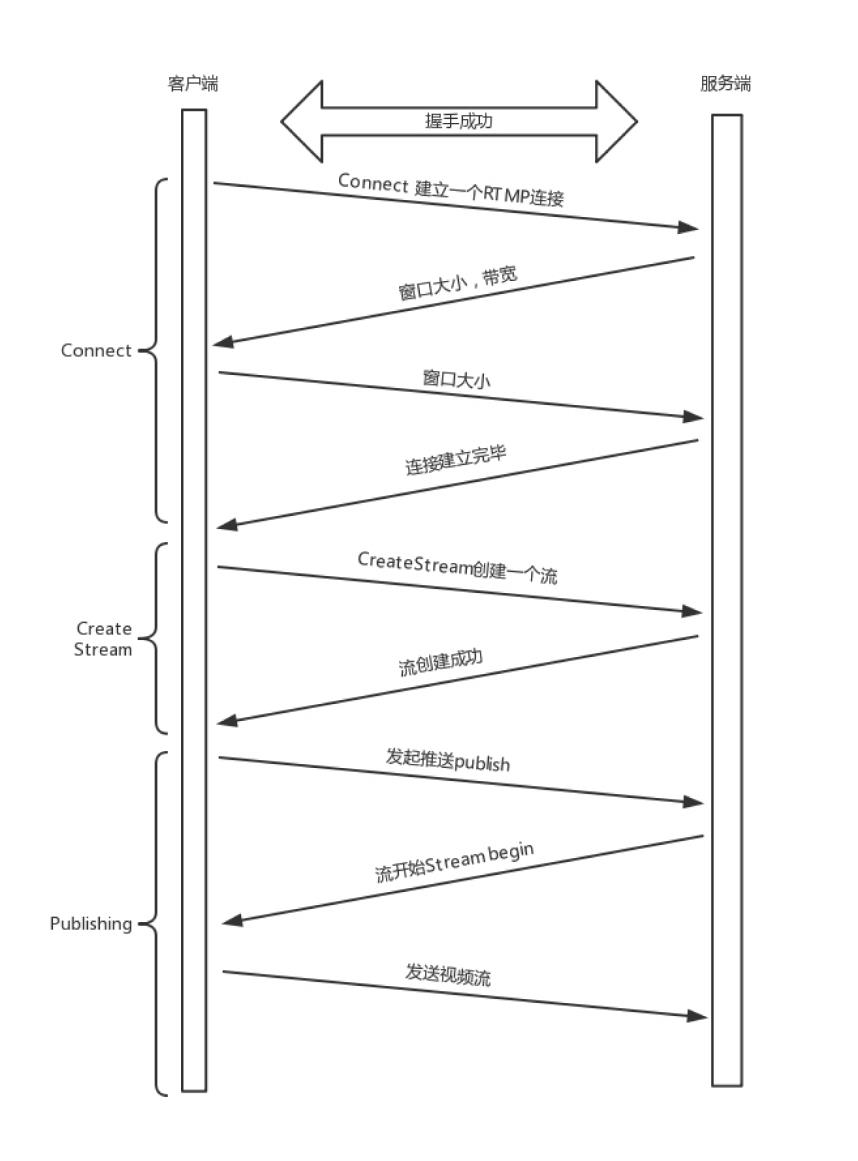 客户端
服务端
握手成功
Connect 建立一个RTMP连接
窗口大小，带宽
Connect
窗口大小
连接建立完毕
CreateStream创建一个流
Create
Stream
流创建成功
发起推送publish
流开始Stream begin
Publishing
发送视频流